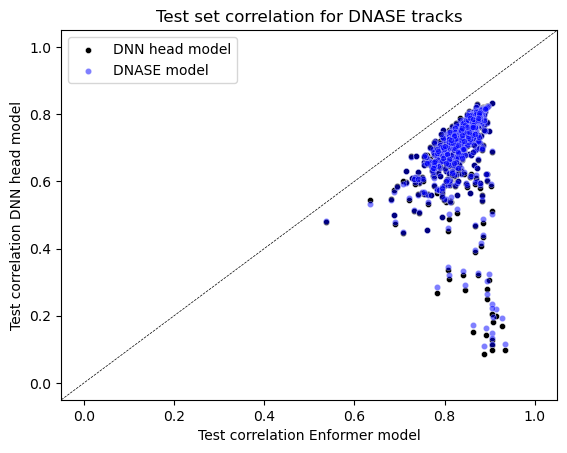 Test set correlation for DNASE tracks
1.0
0.8
0.6
0.4
0.2
0.0
Test correlation DNN head model
DNN head model
DNASE model
0.0 0.2 0.4 0.6 0.8 1.0
Test correlation Enformer model